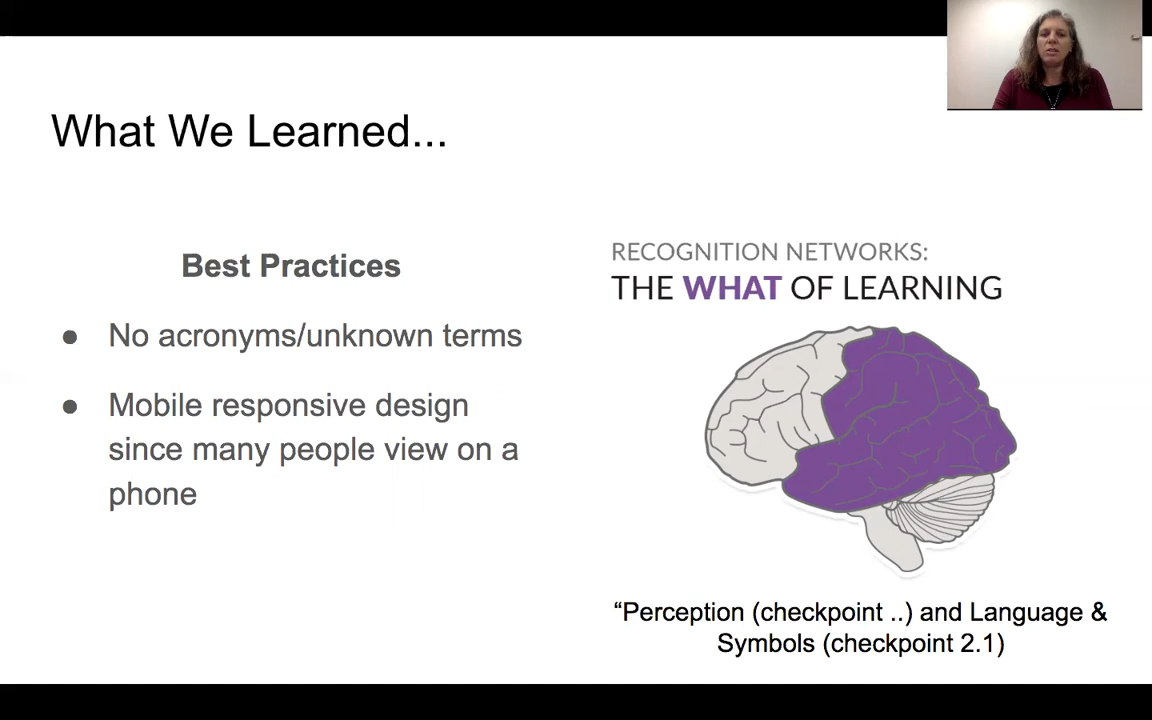 What We Learned...
Best Practices
● No acronyms/unknown terms
● Mobile responsive design
since many people view on a
phone
RECOGNITION NETWORKS:
THE WHAT OF LEARNING
“Perception (checkpoint ..) and Language &
Symbols (checkpoint 2.1)